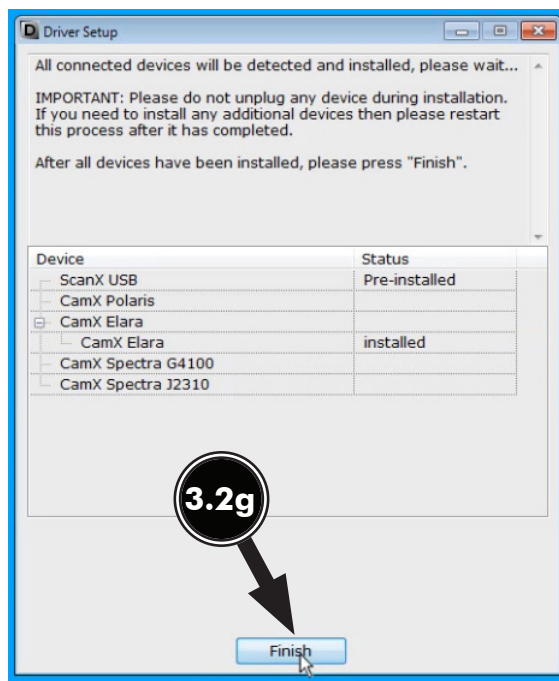 Driver Setup
All connected devices will be detected and installed, please wait...
IMPORTANT: Please do not unplug any device during installation.
If you need to install any additional devices then please restart
this process after it has completed.
After all devices have been installed, please press "Finish".
Device Status
ScanX USB Pre-installed
CamX Polaris
CamX Elara
CamX Elara installed
CamX Spectra G4100
CamX Spectra J2310
3.2g
Finish